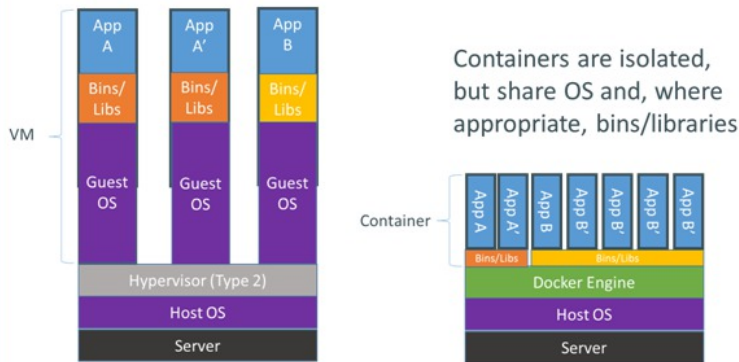 App
A
App
A’
App
B
Bins/
Libs
Bins/
Libs
Bins/
Libs
VM
Guest
OS
Guest
OS
Guest
OS
Hypervisor (Type 2)
Host OS
Server
Containers are isolated,
but share OS and, where
appropriate, bins/libraries
Container
App A
App A’
App B
App B’
App B’
App B’
App B’
Bins/Libs
Bins/Libs
Docker Engine
Host OS
Server